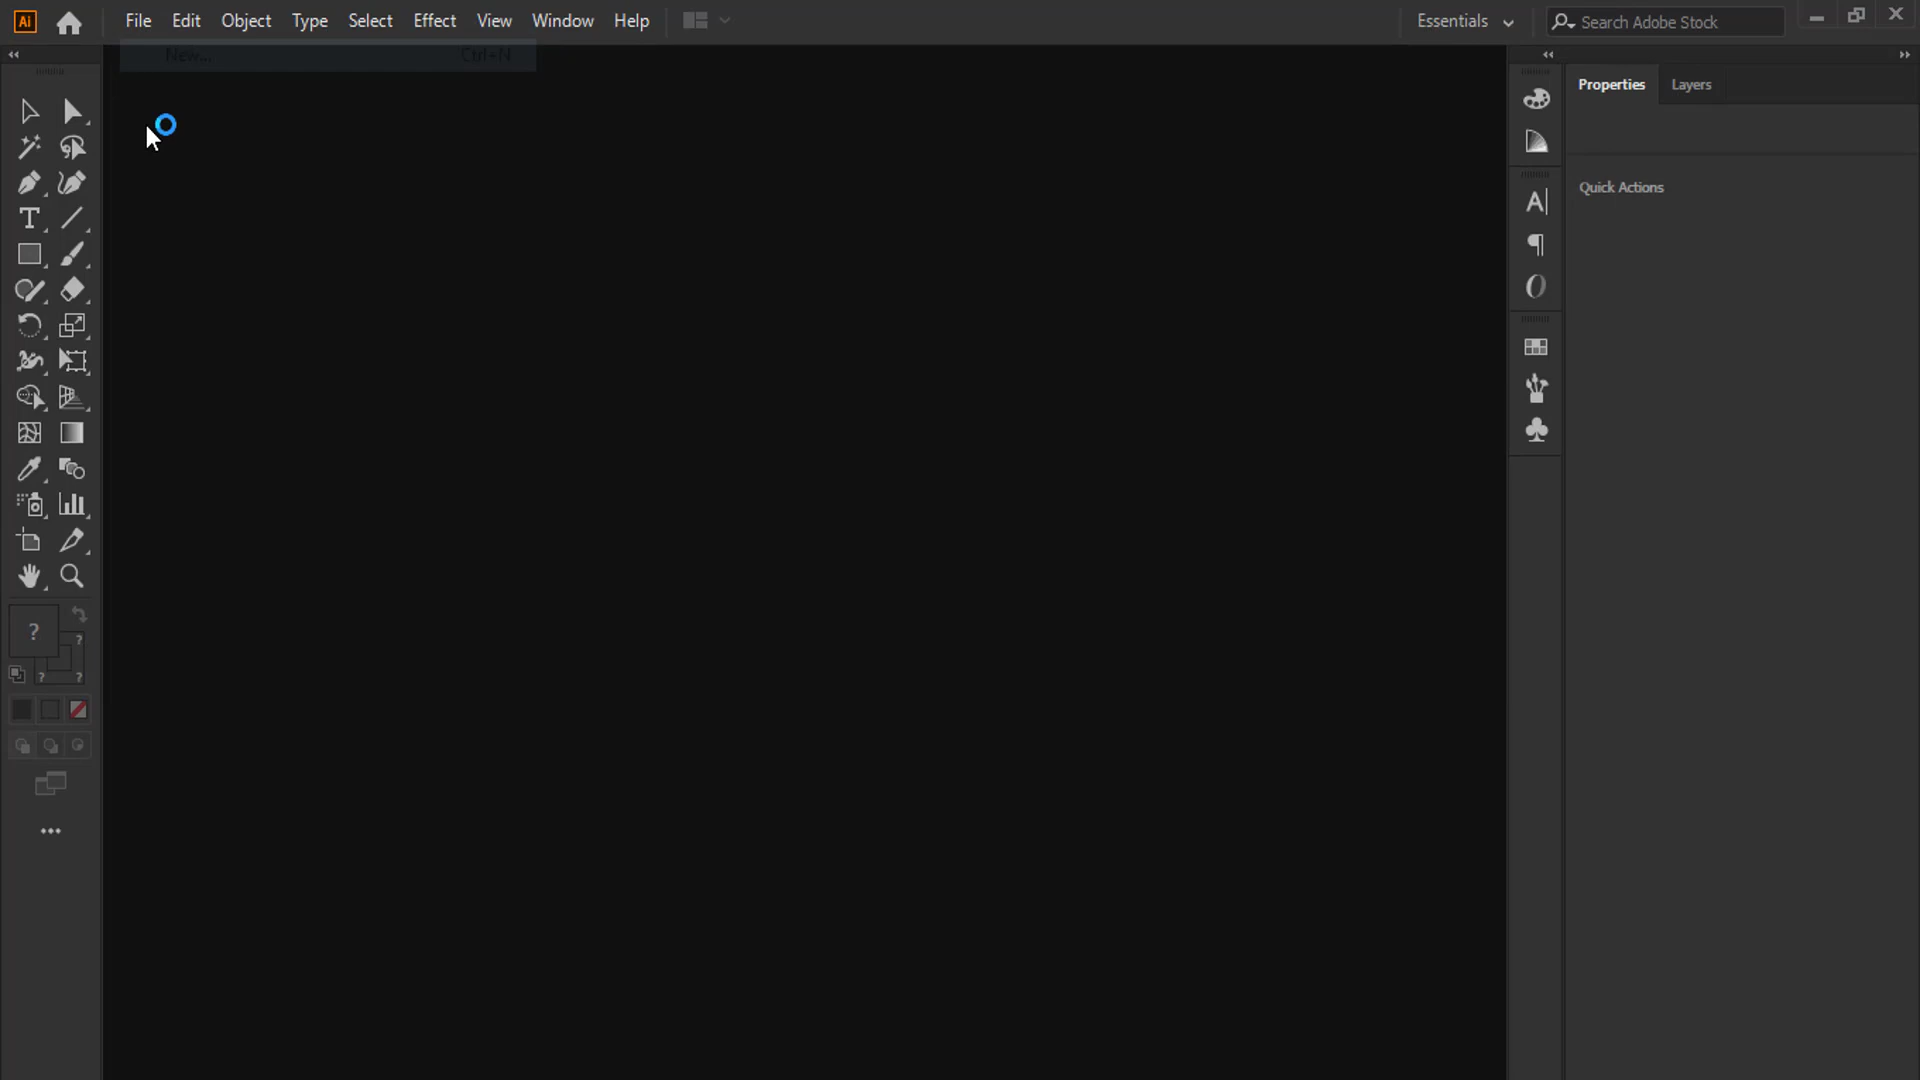 Ai File Edit Object Type Select Effect View Window Help Essentials Search Adobe Stock
New... Ctrl+N
Properties Layers
Quick Actions